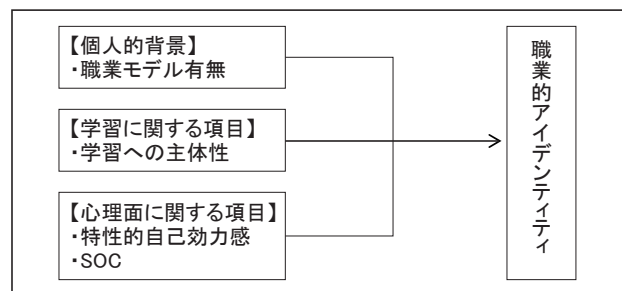 【個人的背景】
・職業モデル有無
【学習に関する項目】
・学習への主体性
【心理面に関する項目】
・特性的自己効力感
・SOC
職業的アイデンティティ